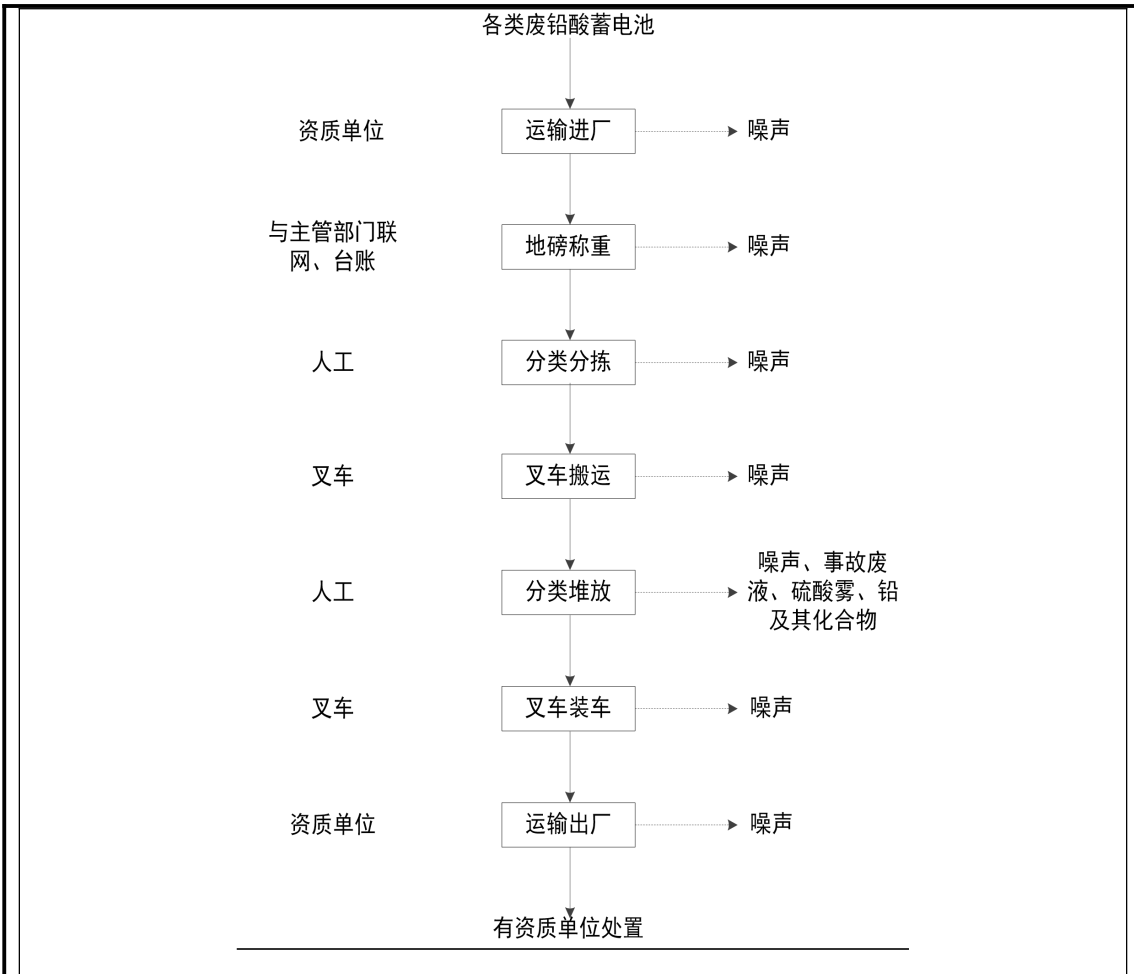 各类废铅酸蓄电池
资质单位
运输进厂
噪声
与主管部门联
网、台账
地磅称重
噪声
人工
分类分拣
噪声
叉车
叉车搬运
噪声
人工
分类堆放
噪声、事故废
液、硫酸雾、铅
及其化合物
叉车
叉车装车
噪声
资质单位
运输出厂
噪声
有资质单位处置